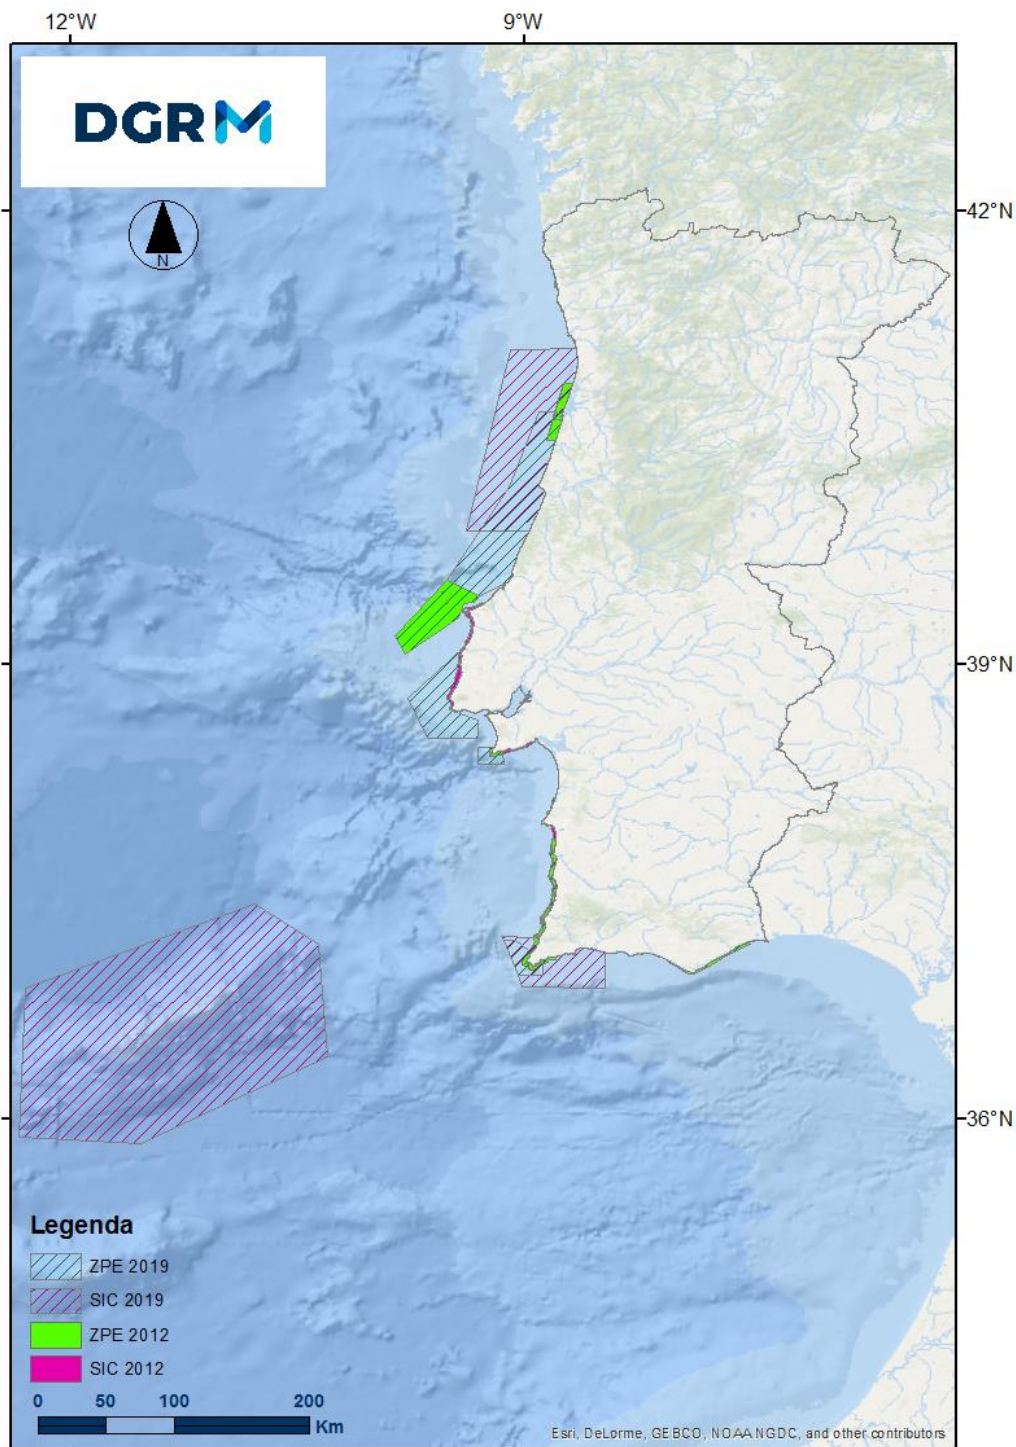 12°W 9°W
DGRM
N
42°N
39°N
36°N
Legenda
ZPE 2019
SIC 2019
ZPE 2012
SIC 2012
0 50 100 200
Km
Esri, DeLorme, GEBCO, NOAA NGDC, and other contributors